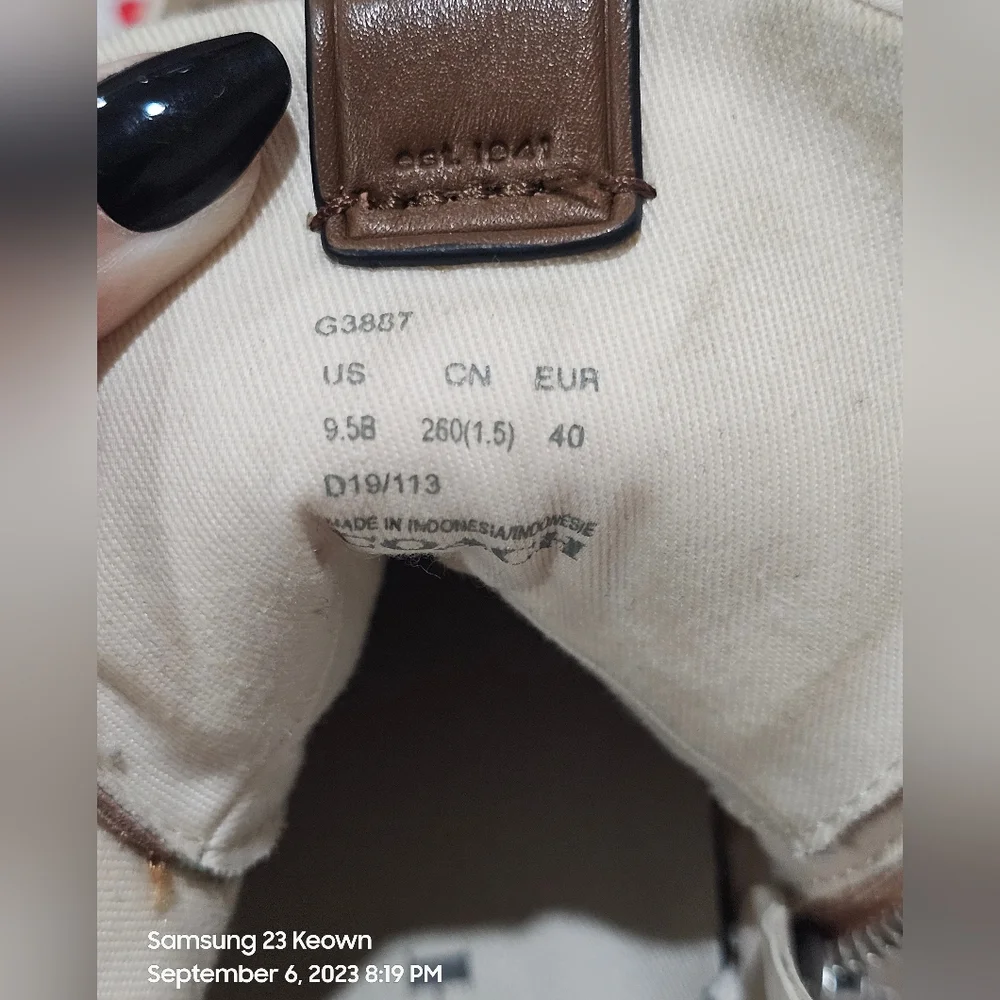 est. 1941
G3887
US CN EUR
9.5B 260(1.5) 40
D19/113
MADE IN INDONESIA/INDONESIE
COACH
Samsung 23 Keown
September 6, 2023 8:19 PM